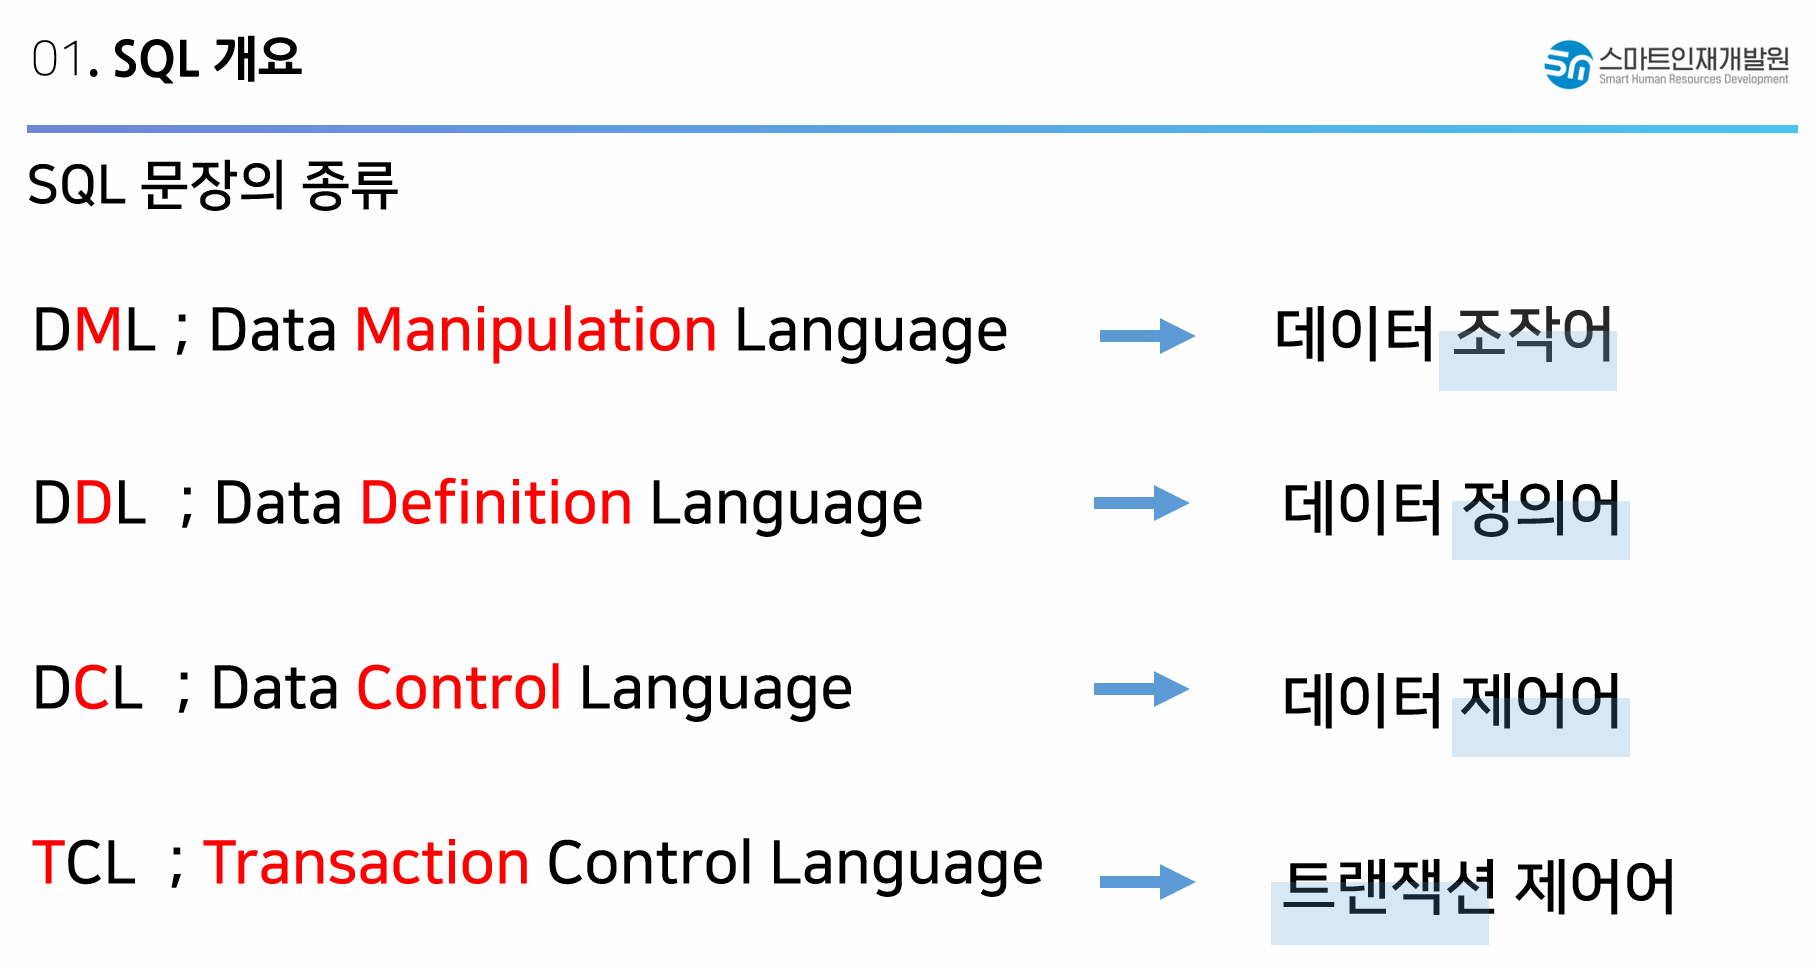 01. SQL 개요
스마트인재개발원
Smart Human Resources Development
SQL 문장의 종류
DML ; Data Manipulation Language 데이터 조작어
DDL ; Data Definition Language 데이터 정의어
DCL ; Data Control Language 데이터 제어어
TCL ; Transaction Control Language 트랜잭션 제어어